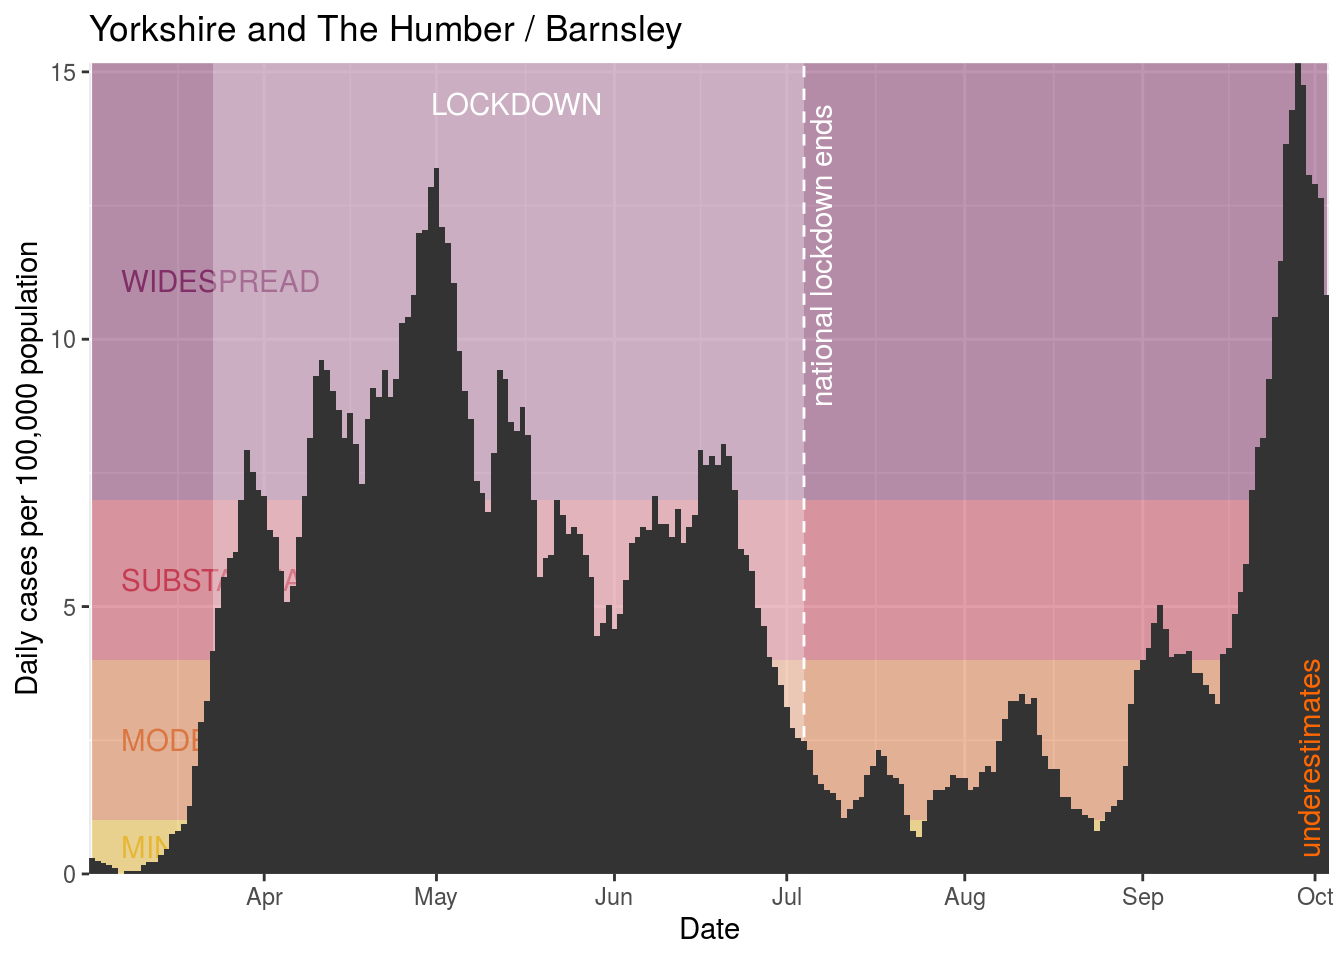 Yorkshire and The Humber / Barnsley
15
10
5
0
Daily cases per 100,000 population
LOCKDOWN
national lockdown ends
WIDESPREAD
MIN
underestimates
Apr
May
Jun
Jul
Aug
Sep
Oct
Date